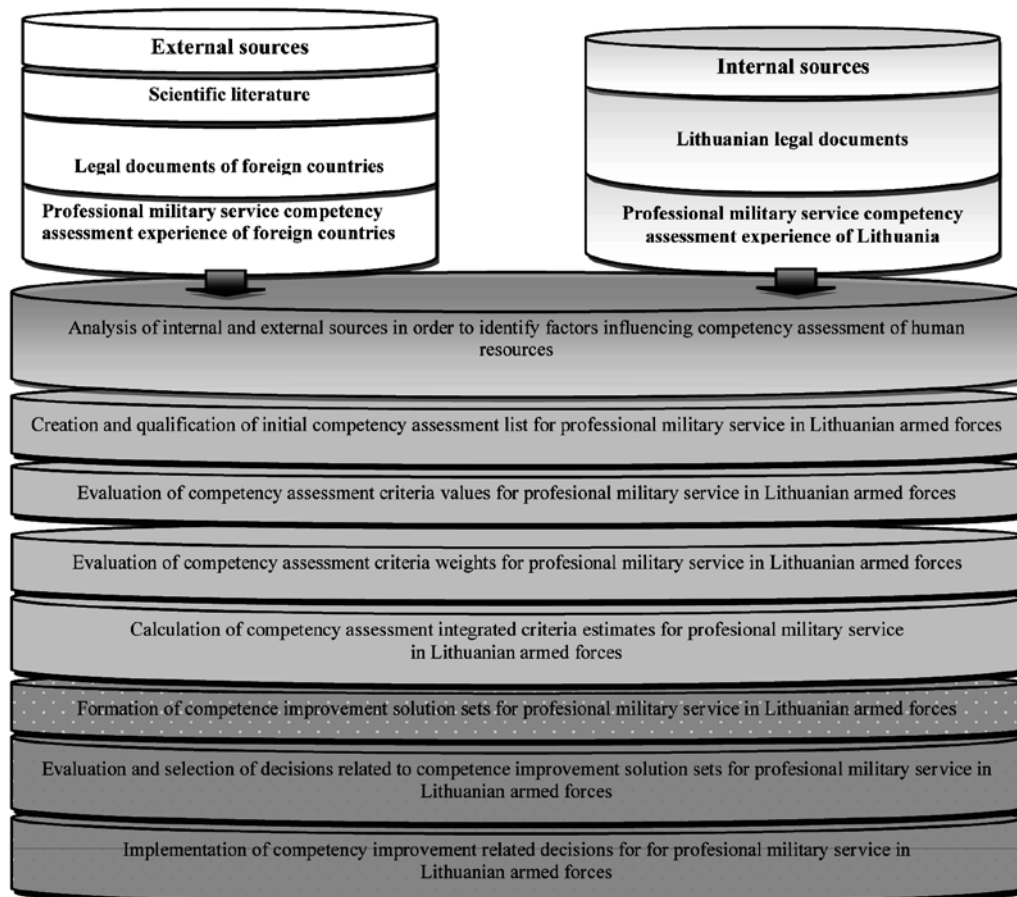 External sources
Scientific literature
Legal documents of foreign countries
Professional military service competency
assessment experience of foreign countries
Internal sources
Lithuanian legal documents
Professional military service competency
assessment experience of Lithuania
Analysis of internal and external sources in order to identify factors influencing competency assessment of human
resources
Creation and qualification of initial competency assessment list for professional military service in Lithuanian armed forces
Evaluation of competency assessment criteria values for profesional military service in Lithuanian armed forces
Evaluation of competency assessment criteria weights for profesional military service in Lithuanian armed forces
Calculation of competency assessment integrated criteria estimates for profesional military service
in Lithuanian armed forces
Formation of competence improvement solution sets for profesional military service in Lithuanian armed forces
Evaluation and selection of decisions related to competence improvement solution sets for profesional military service in
Lithuanian armed forces
Implementation of competency improvement related decisions for for profesional military service in
Lithuanian armed forces